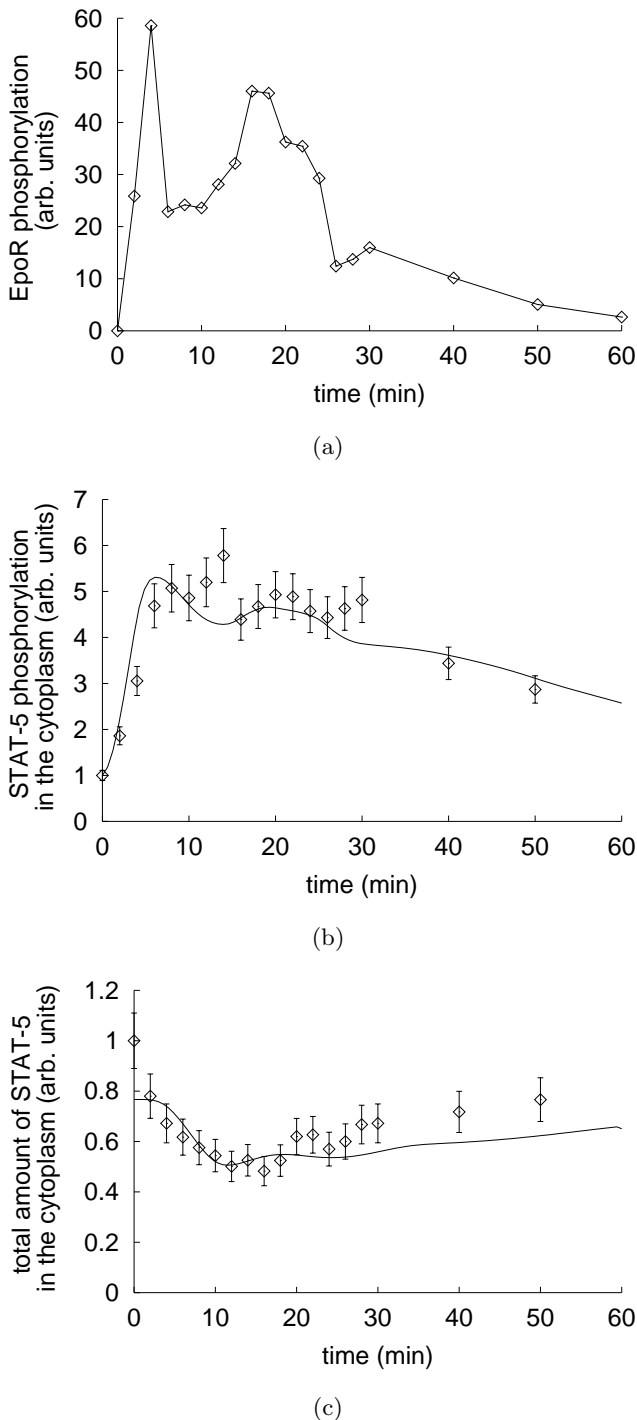 EpoR phosphorylation
(arb. units)
60
50
40
30
20
10
0
0 10 20 30 40 50 60
time (min)
(a)
STAT-5 phosphorylation
in the cytoplasm (arb. units)
7
6
5
4
3
2
1
0
0 10 20 30 40 50 60
time (min)
(b)
total amount of STAT-5
in the cytoplasm (arb. units)
1.2
1
0.8
0.6
0.4
0.2
0
0 10 20 30 40 50 60
time (min)
(c)